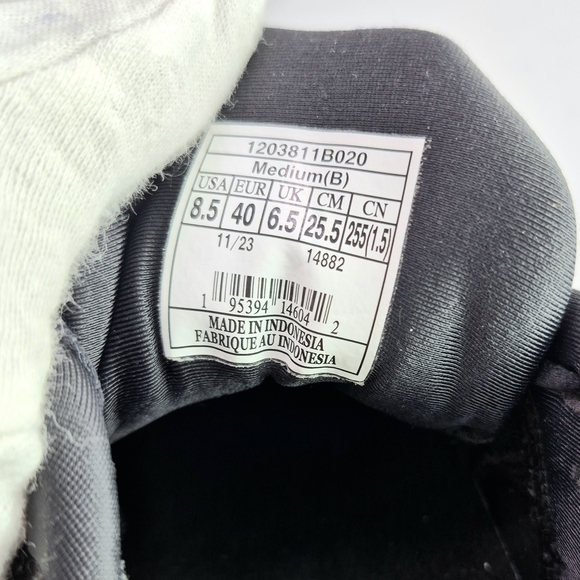 1203811B020
Medium(B)
USA EUR UK CM CN
8.5 40 6.5 25.5 255(1.5)
11/23 14882
1 95394 14604 2
MADE IN INDONESIA
FABRIQUE AU INDONESIA